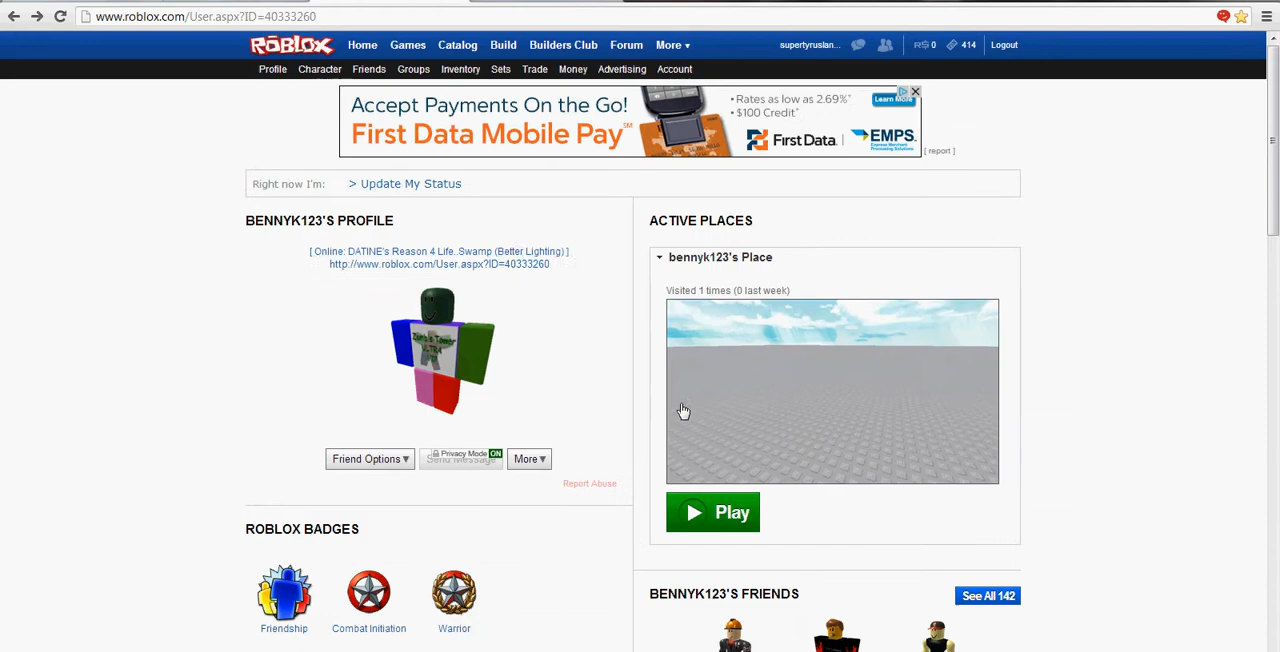 www.roblox.com/User.aspx?ID=40333260
ROBLOX Home Games Catalog Build Builders Club Forum More supertyruslan... R$ 0 414 Logout
Profile Character Friends Groups Inventory Sets Trade Money Advertising Account
Accept Payments On the Go!
First Data Mobile Pay℠
• Rates as low as 2.69%*
• $100 Credit*
Learn More
First Data. EMPS.
[ report ]
Right now I'm: > Update My Status
BENNYK123'S PROFILE
[ Online: DATINE's Reason 4 Life..Swamp (Better Lighting) ]
http://www.roblox.com/User.aspx?ID=40333260
Zombie Tower
Friend Options
Send Message
Privacy Mode ON
More
Report Abuse
ROBLOX BADGES
Friendship
Combat Initiation
Warrior
ACTIVE PLACES
bennyk123's Place
Visited 1 times (0 last week)
Play
BENNYK123'S FRIENDS
See All 142